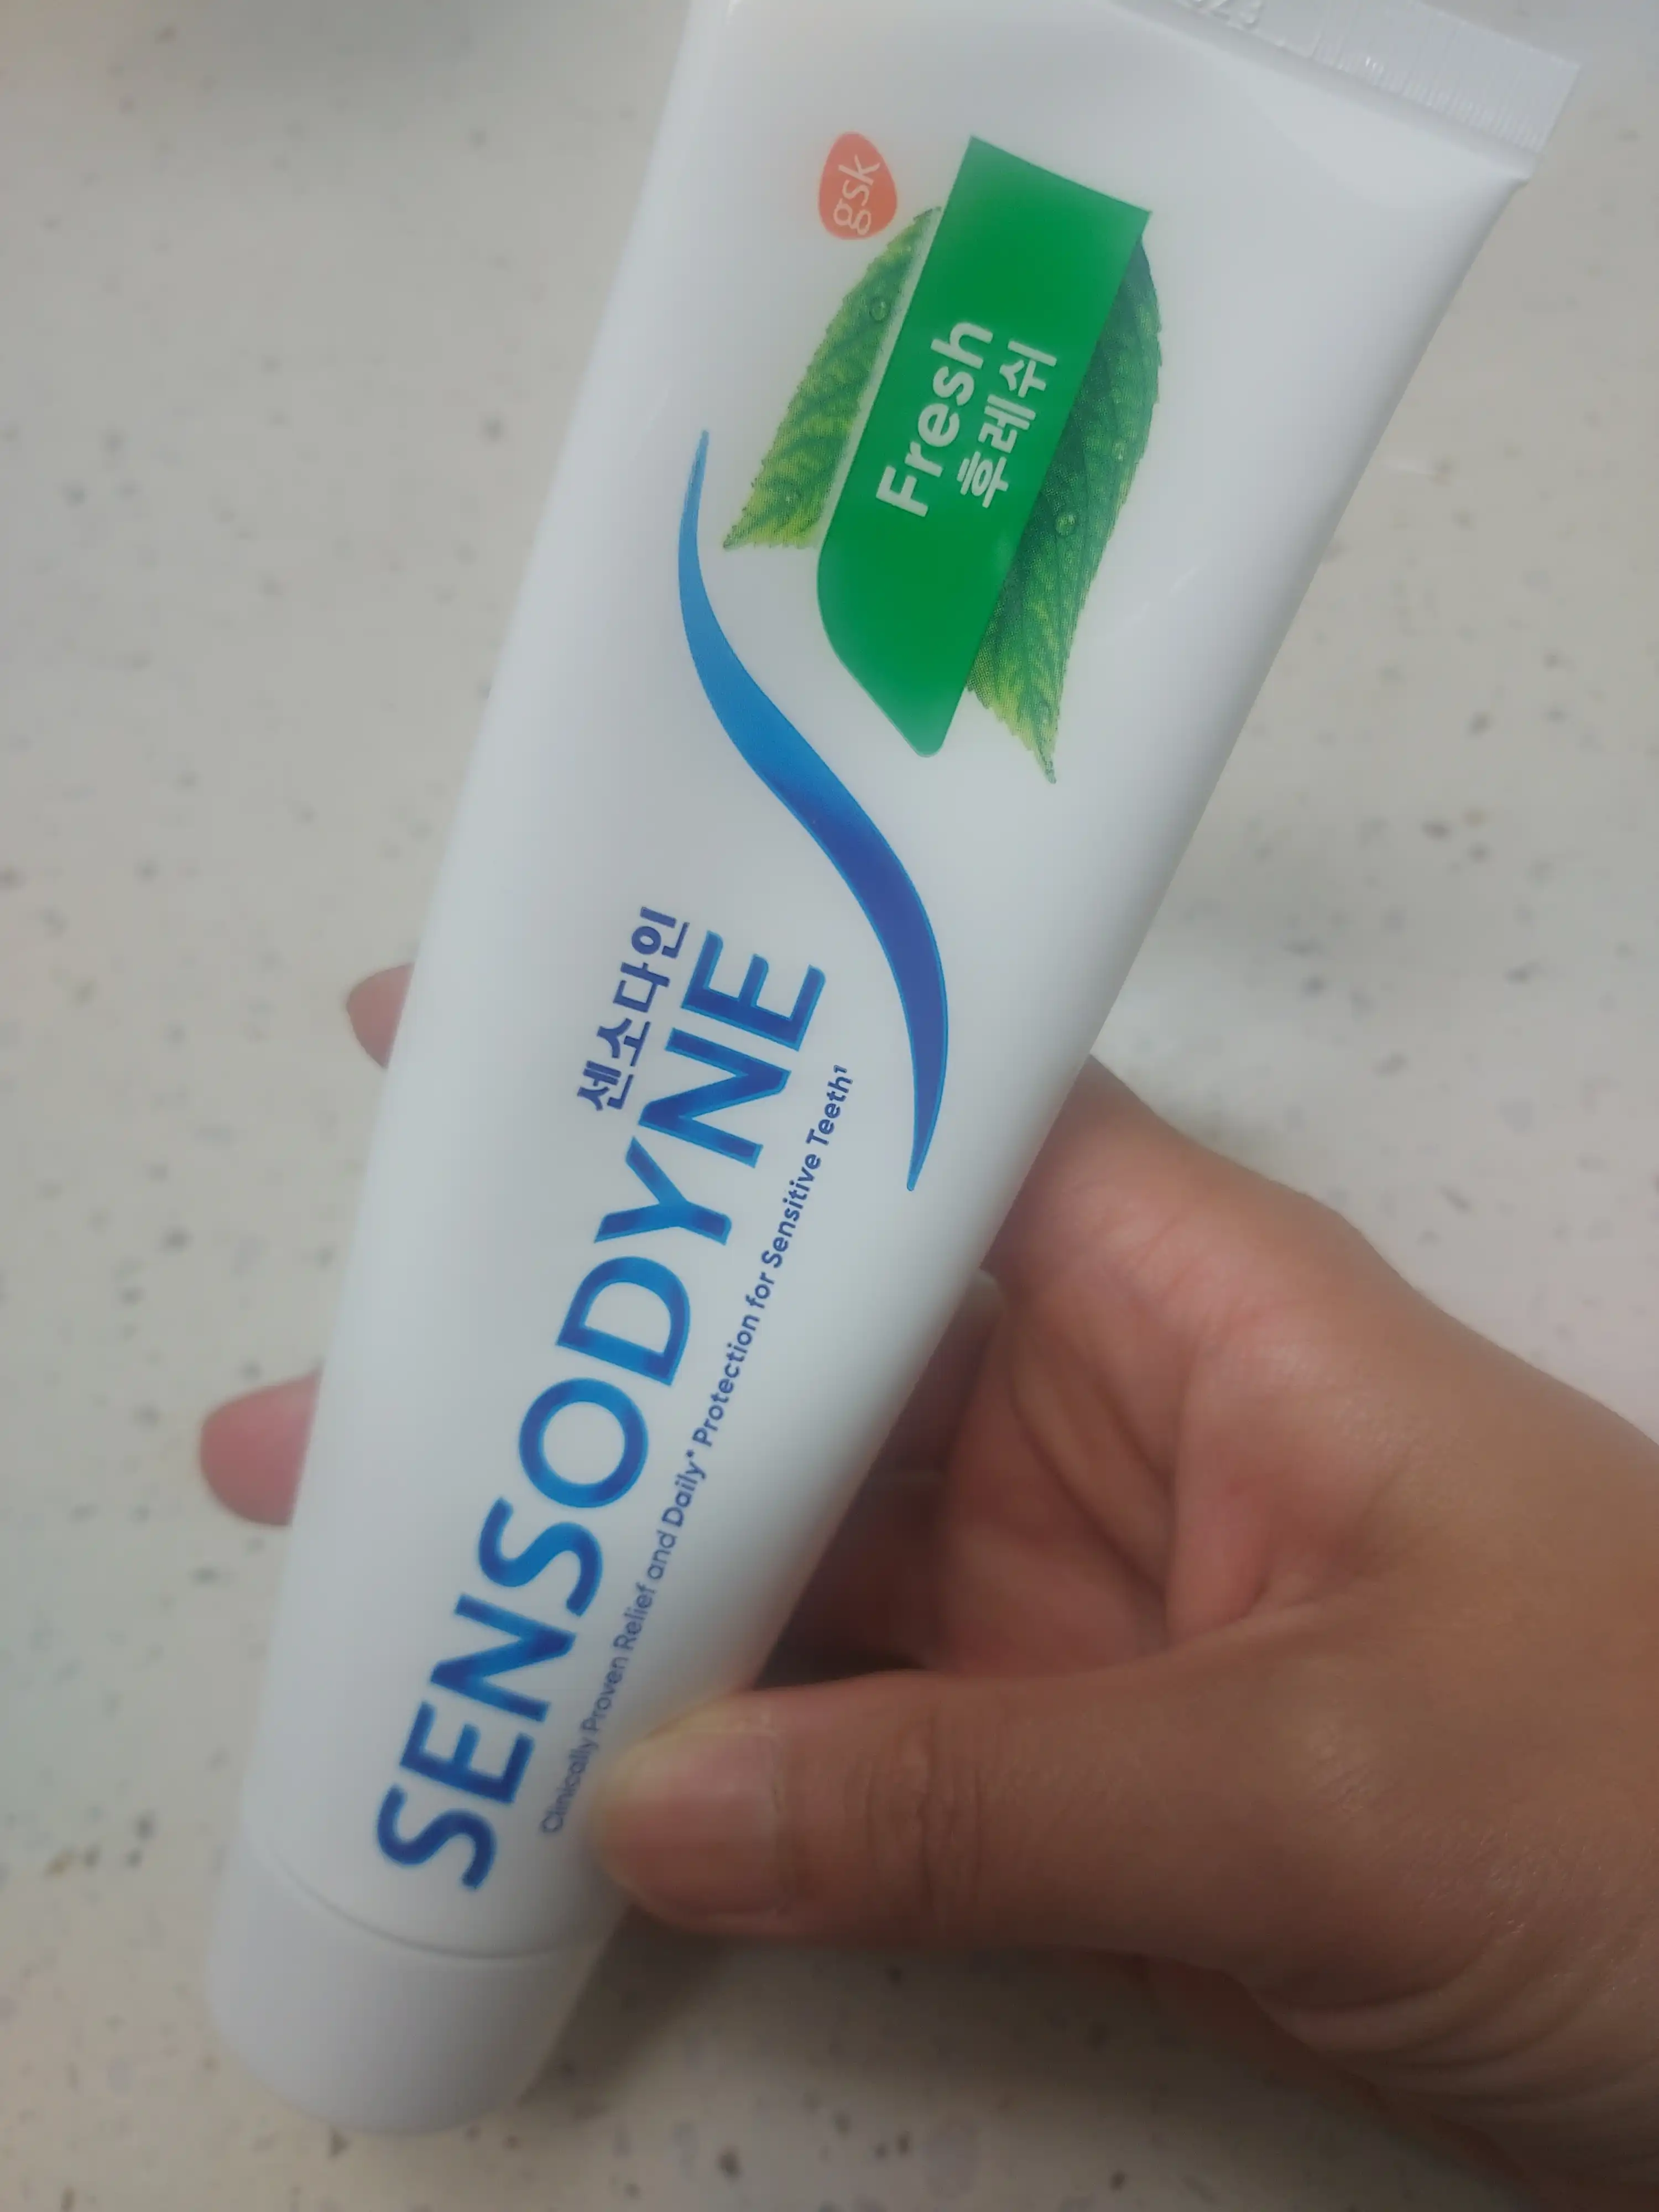 센소다인
SENSODYNE
Clinically Proven Relief and Daily* Protection for Sensitive Teeth¹
Fresh
후레쉬
gsk